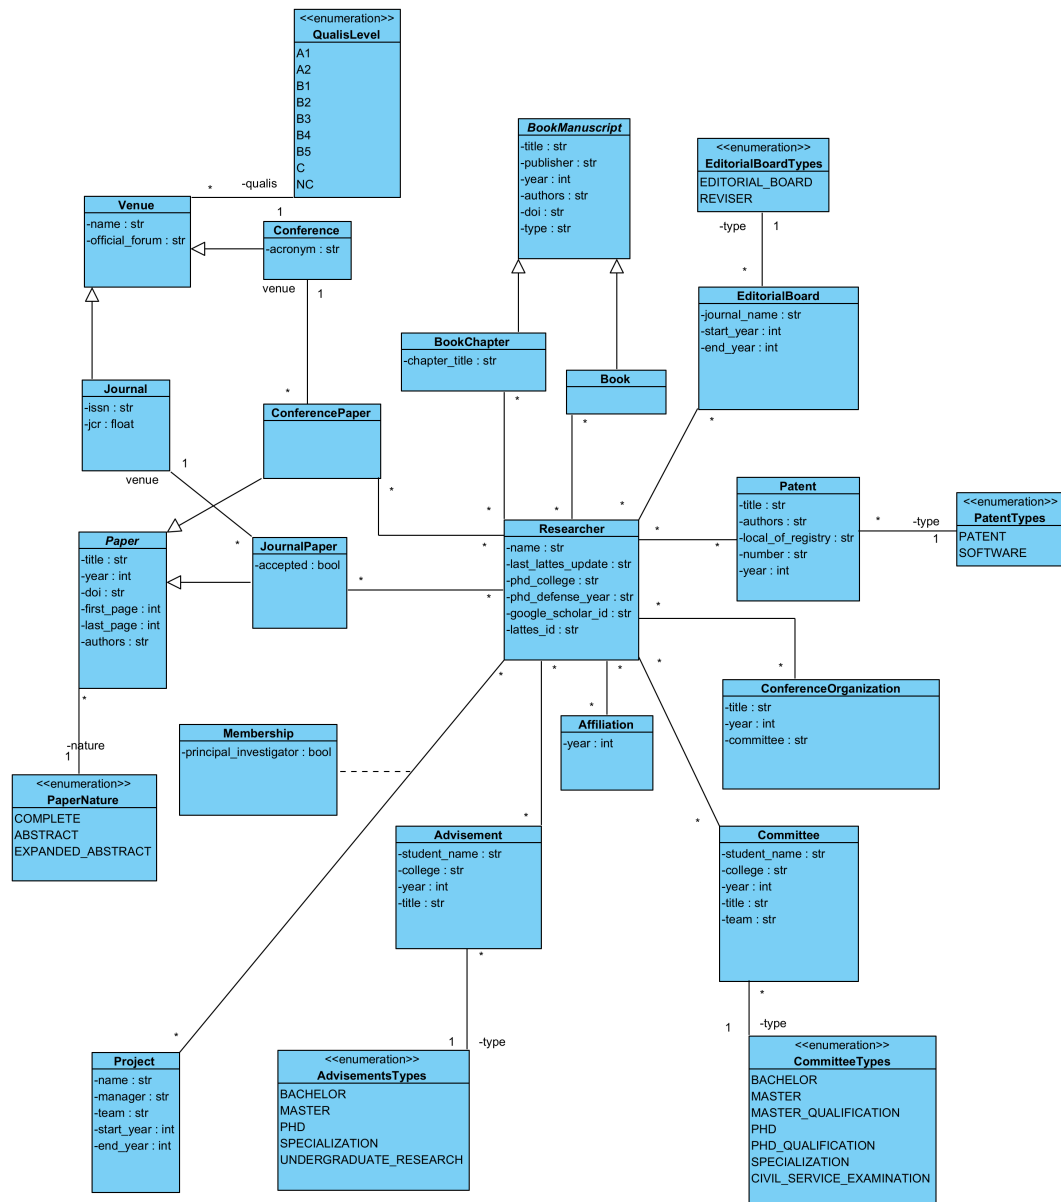 <<enumeration>>
QualisLevel
A1
A2
B1
B2
B3
B4
B5
C
NC
*
-qualis
1
Venue
-name : str
-official_forum : str
Conference
-acronym : str
venue
1
BookManuscript
-title : str
-publisher : str
-year : int
-authors : str
-doi : str
-type : str
<<enumeration>>
EditorialBoardTypes
EDITORIAL_BOARD
REVISER
-type
1
*
EditorialBoard
-journal_name : str
-start_year : int
-end_year : int
*
BookChapter
-chapter_title : str
*
Book
*
Journal
-issn : str
-jcr : float
venue
1
*
ConferencePaper
*
*
*
*
*
Paper
-title : str
-year : int
-doi : str
-first_page : int
-last_page : int
-authors : str
*
JournalPaper
-accepted : bool
*
*
Researcher
-name : str
-last_lattes_update : str
-phd_college : str
-phd_defense_year : str
-google_scholar_id : str
-lattes_id : str
*
*
Patent
-title : str
-authors : str
-local_of_registry : str
-number : str
-year : int
*
-type
1
<<enumeration>>
PatentTypes
PATENT
SOFTWARE
*
*
ConferenceOrganization
-title : str
-year : int
-committee : str
*
*
*
*
*
-nature
1
<<enumeration>>
PaperNature
COMPLETE
ABSTRACT
EXPANDED_ABSTRACT
Membership
-principal_investigator : bool
*
Affiliation
-year : int
*
Advisement
-student_name : str
-college : str
-year : int
-title : str
*
*
Committee
-student_name : str
-college : str
-year : int
-title : str
-team : str
*
1
-type
*
Project
-name : str
-manager : str
-team : str
-start_year : int
-end_year : int
1
-type
<<enumeration>>
AdvisementsTypes
BACHELOR
MASTER
PHD
SPECIALIZATION
UNDERGRADUATE_RESEARCH
<<enumeration>>
CommitteeTypes
BACHELOR
MASTER
MASTER_QUALIFICATION
PHD
PHD_QUALIFICATION
SPECIALIZATION
CIVIL_SERVICE_EXAMINATION